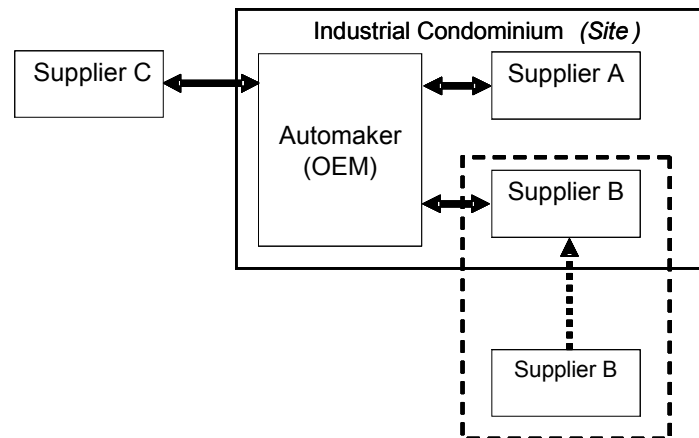 Industrial Condominium (Site)
Supplier C
Supplier A
Automaker
(OEM)
Supplier B
Supplier B